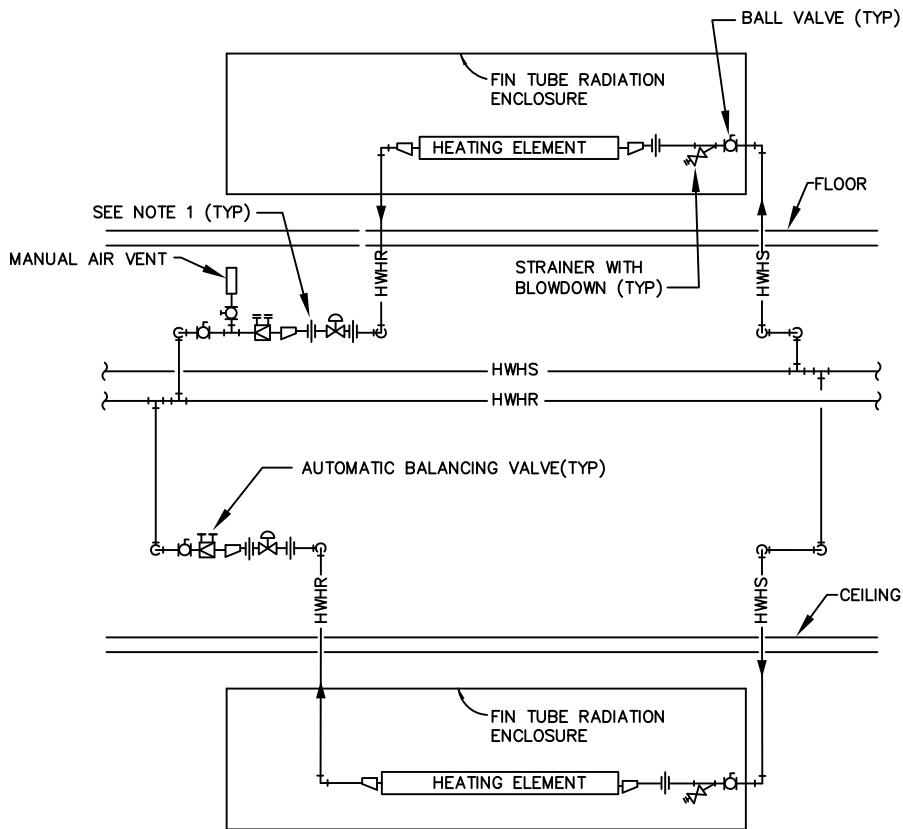 BALL VALVE (TYP)
FIN TUBE RADIATION
ENCLOSURE
HEATING ELEMENT
FLOOR
SEE NOTE 1 (TYP)
MANUAL AIR VENT
HWHR
STRAINER WITH
BLOWDOWN (TYP)
HWHS
HWHS
HWHR
AUTOMATIC BALANCING VALVE(TYP)
HWHR
HWHS
CEILING
FIN TUBE RADIATION
ENCLOSURE
HEATING ELEMENT